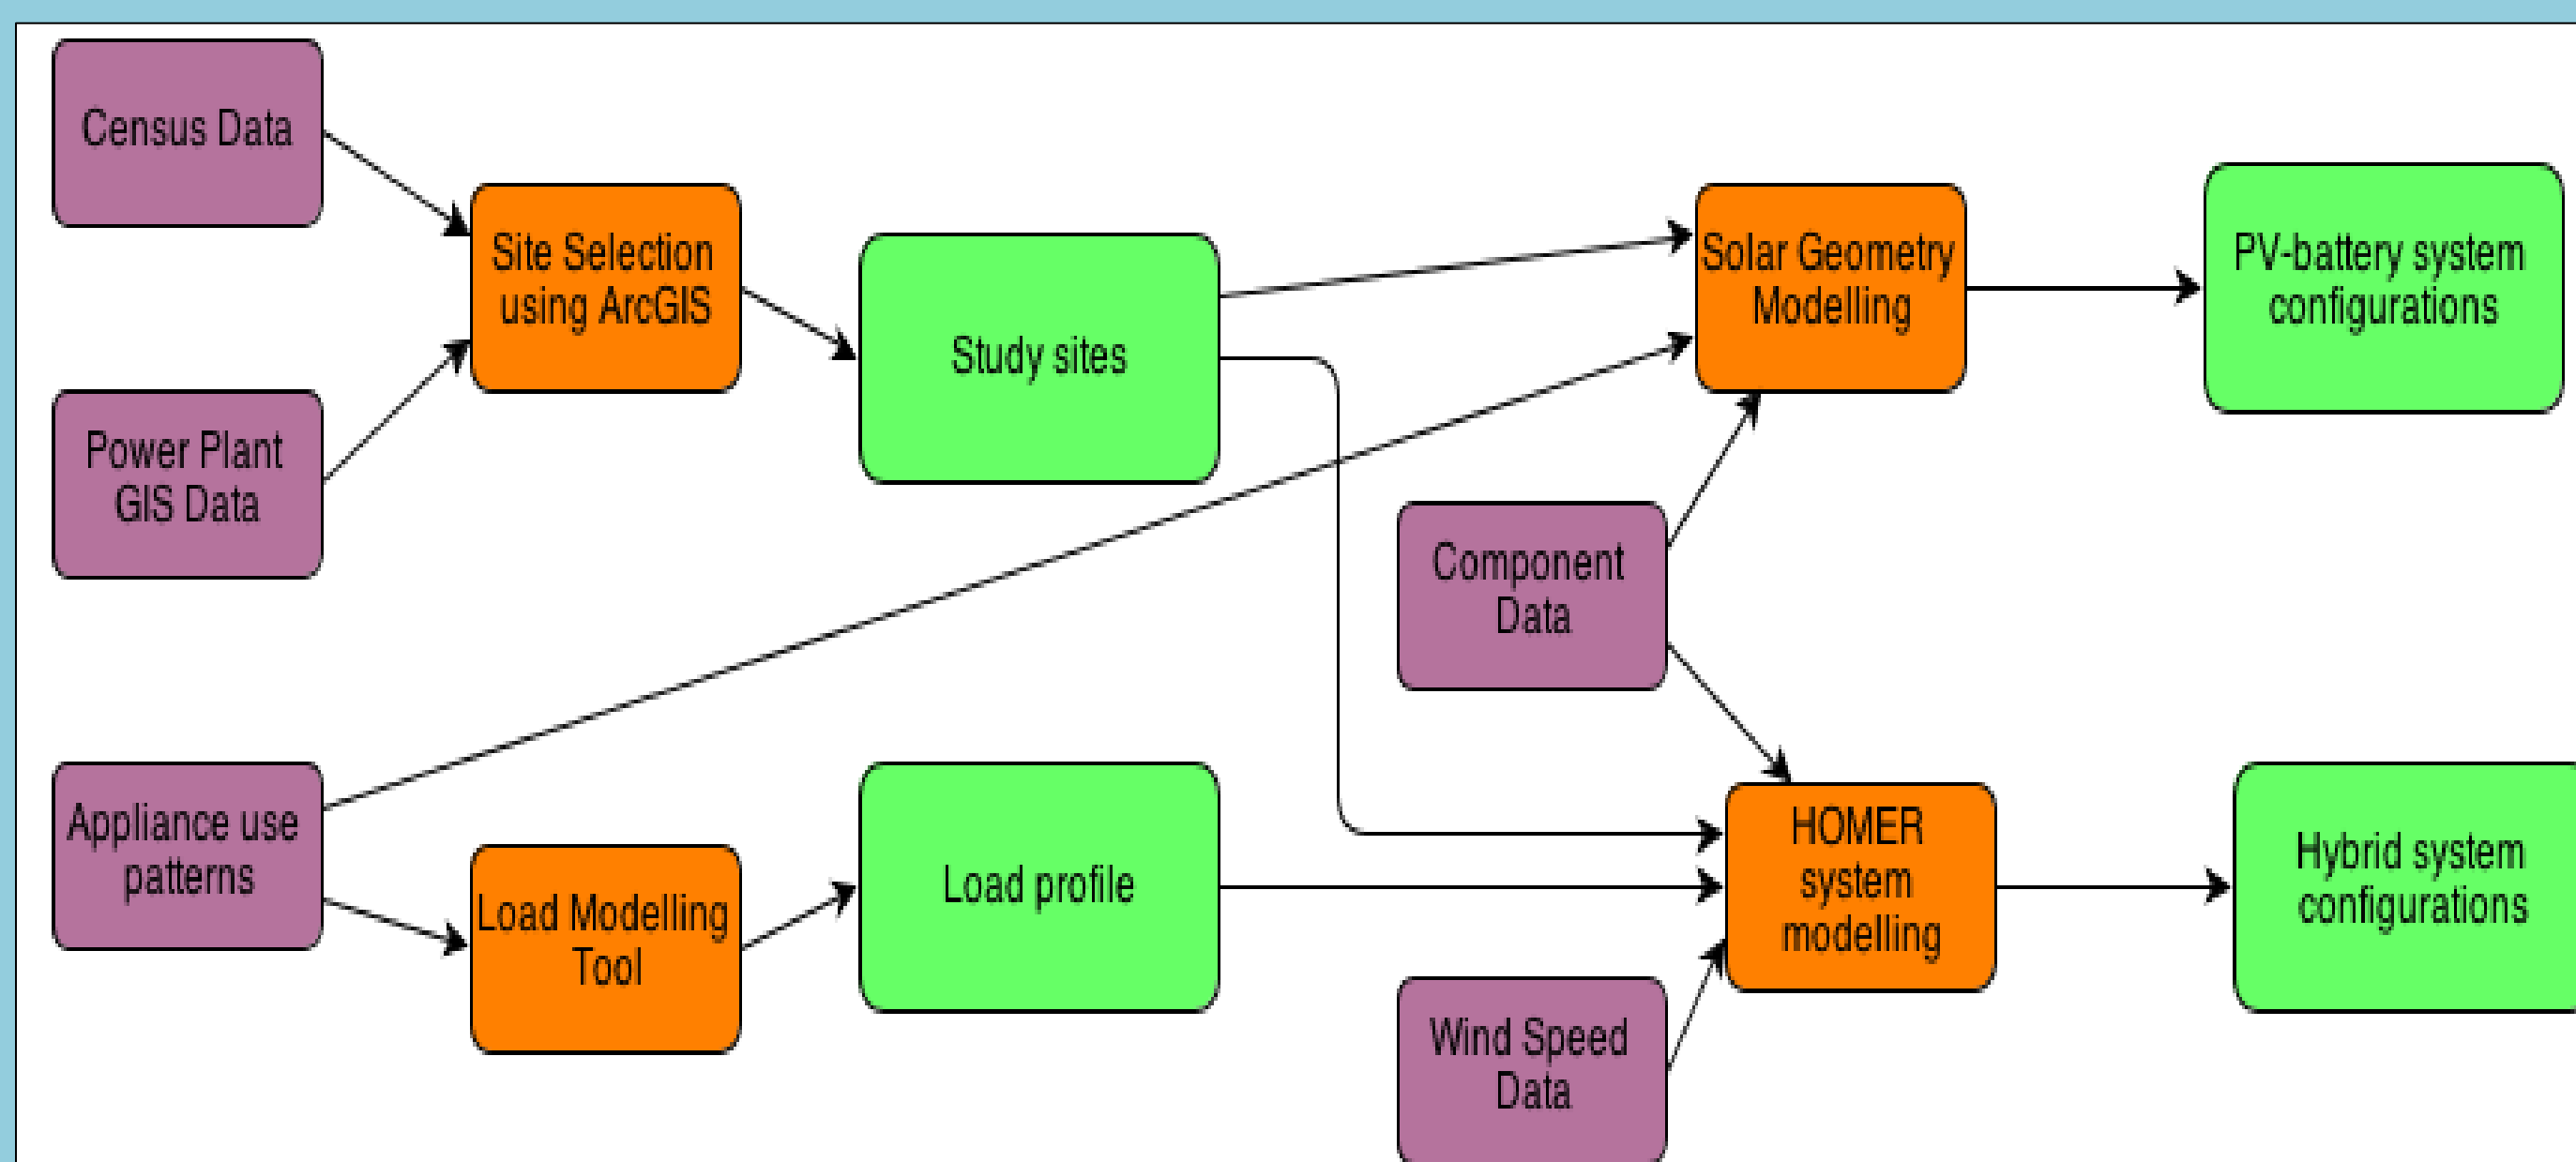 Census Data
Site Selection
using ArcGIS
Power Plant
GIS Data
Study sites
Solar Geometry
Modelling
PV-battery system
configurations
Component
Data
Appliance use
patterns
Load Modelling
Tool
Load profile
HOMER
system
modelling
Hybrid system
configurations
Wind Speed
Data